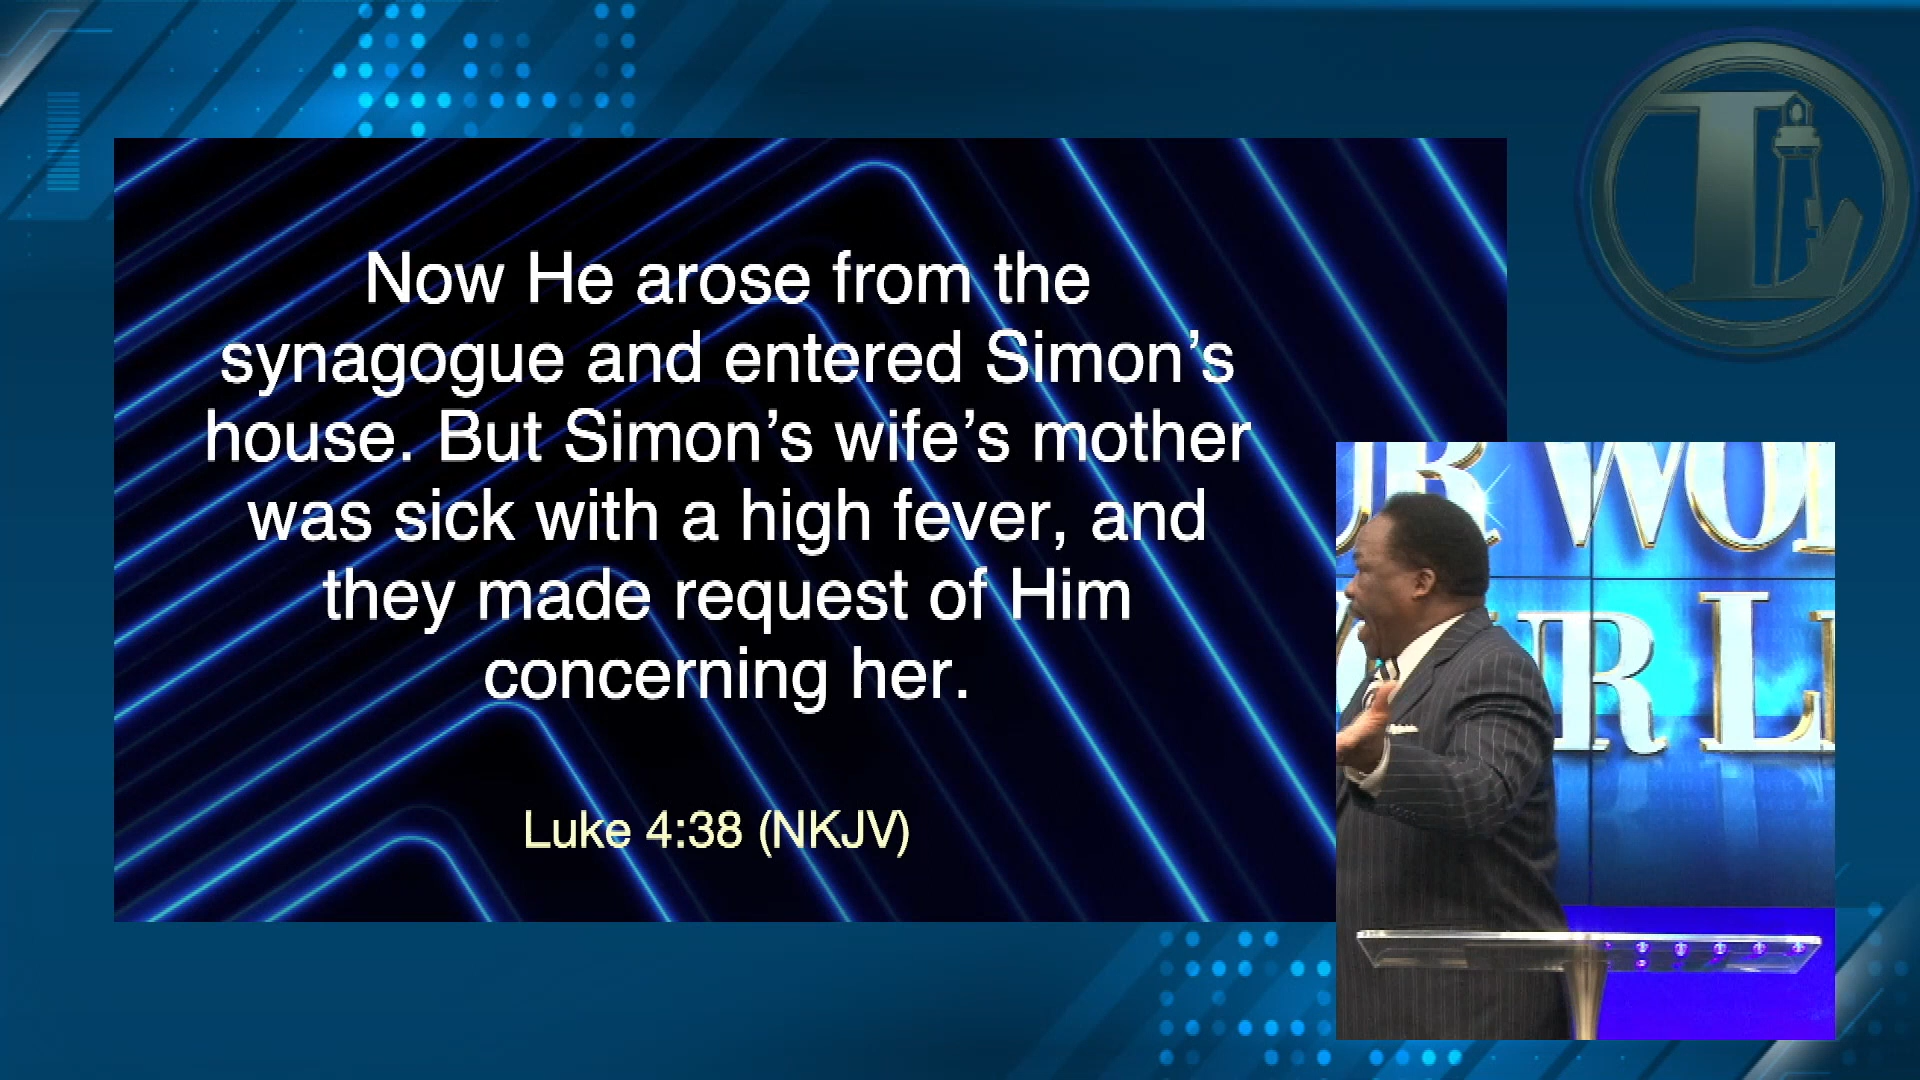 Now He arose from the
synagogue and entered Simon’s
house. But Simon’s wife’s mother
was sick with a high fever, and
they made request of Him
concerning her.
Luke 4:38 (NKJV)